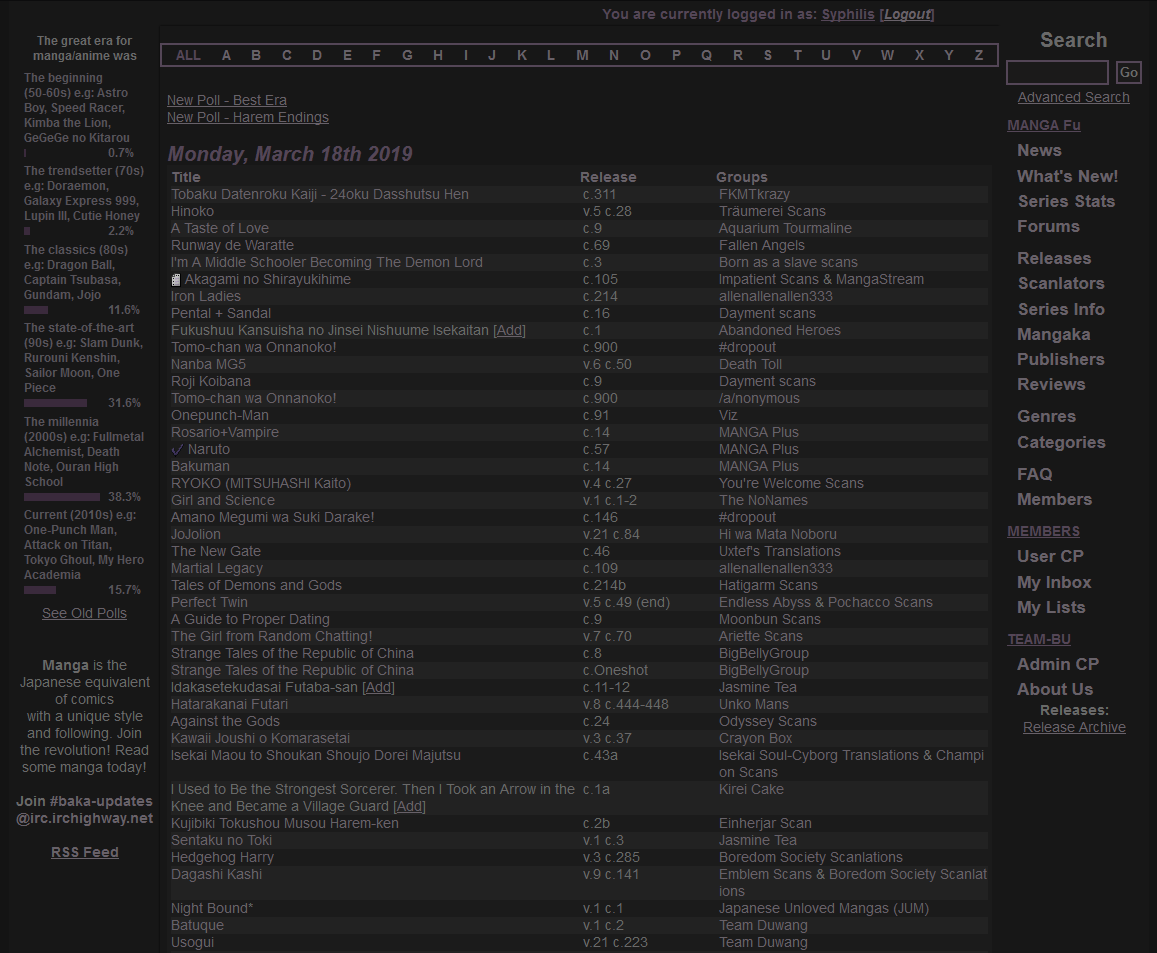 You are currently logged in as: Syphilis [Logout]
The great era for
manga/anime was
The beginning
(50-60s) e.g: Astro
Boy, Speed Racer,
Kimba the Lion,
GeGeGe no Kitarou
0.7%
The trendsetter (70s)
e.g: Doraemon,
Galaxy Express 999,
Lupin III, Cutie Honey
2.2%
The classics (80s)
e.g: Dragon Ball,
Captain Tsubasa,
Gundam, Jojo
11.6%
The state-of-the-art
(90s) e.g: Slam Dunk,
Rurouni Kenshin,
Sailor Moon, One
Piece
31.6%
The millennia
(2000s) e.g: Fullmetal
Alchemist, Death
Note, Ouran High
School
38.3%
Current (2010s) e.g:
One-Punch Man,
Attack on Titan,
Tokyo Ghoul, My Hero
Academia
15.7%
See Old Polls
Manga is the
Japanese equivalent
of comics
with a unique style
and following. Join
the revolution! Read
some manga today!
Join #baka-updates
@irc.irchighway.net
RSS Feed
ALL A B C D E F G H I J K L M N O P Q R S T U V W X Y Z
New Poll - Best Era
New Poll - Harem Endings
Monday, March 18th 2019
Title Release Groups
Tobaku Datenroku Kaiji - 24oku Dasshutsu Hen c.311 FKMTkrazy
Hinoko v.5 c.28 Träumerei Scans
A Taste of Love c.9 Aquarium Tourmaline
Runway de Waratte c.69 Fallen Angels
I'm A Middle Schooler Becoming The Demon Lord c.3 Born as a slave scans
Akagami no Shirayukihime c.105 Impatient Scans & MangaStream
Iron Ladies c.214 allenallenallen333
Pental + Sandal c.16 Dayment scans
Fukushuu Kansuisha no Jinsei Nishuume Isekaitan [Add] c.1 Abandoned Heroes
Tomo-chan wa Onnanoko! c.900 #dropout
Nanba MG5 v.6 c.50 Death Toll
Roji Koibana c.9 Dayment scans
Tomo-chan wa Onnanoko! c.900 /a/nonymous
Onepunch-Man c.91 Viz
Rosario+Vampire c.14 MANGA Plus
✓ Naruto c.57 MANGA Plus
Bakuman c.14 MANGA Plus
RYOKO (MITSUHASHI Kaito) v.4 c.27 You're Welcome Scans
Girl and Science v.1 c.1-2 The NoNames
Amano Megumi wa Suki Darake! c.146 #dropout
JoJolion v.21 c.84 Hi wa Mata Noboru
The New Gate c.46 Uxtef's Translations
Martial Legacy c.109 allenallenallen333
Tales of Demons and Gods c.214b Hatigarm Scans
Perfect Twin v.5 c.49 (end) Endless Abyss & Pochacco Scans
A Guide to Proper Dating c.9 Moonbun Scans
The Girl from Random Chatting! v.7 c.70 Ariette Scans
Strange Tales of the Republic of China c.8 BigBellyGroup
Strange Tales of the Republic of China c.Oneshot BigBellyGroup
Idakasetekudasai Futaba-san [Add] c.11-12 Jasmine Tea
Hatarakanai Futari v.8 c.444-448 Unko Mans
Against the Gods c.24 Odyssey Scans
Kawaii Joushi o Komarasetai v.3 c.37 Crayon Box
Isekai Maou to Shoukan Shoujo Dorei Majutsu c.43a Isekai Soul-Cyborg Translations & Champi
on Scans
I Used to Be the Strongest Sorcerer. Then I Took an Arrow in the c.1a Kirei Cake
Knee and Became a Village Guard [Add]
Kujibiki Tokushou Musou Harem-ken c.2b Einherjar Scan
Sentaku no Toki v.1 c.3 Jasmine Tea
Hedgehog Harry v.3 c.285 Boredom Society Scanlations
Dagashi Kashi v.9 c.141 Emblem Scans & Boredom Society Scanlat
ions
Night Bound* v.1 c.1 Japanese Unloved Mangas (JUM)
Batuque v.1 c.2 Team Duwang
Usogui v.21 c.223 Team Duwang
Search
Go
Advanced Search
MANGA Fu
News
What's New!
Series Stats
Forums
Releases
Scanlators
Series Info
Mangaka
Publishers
Reviews
Genres
Categories
FAQ
Members
MEMBERS
User CP
My Inbox
My Lists
TEAM-BU
Admin CP
About Us
Releases:
Release Archive